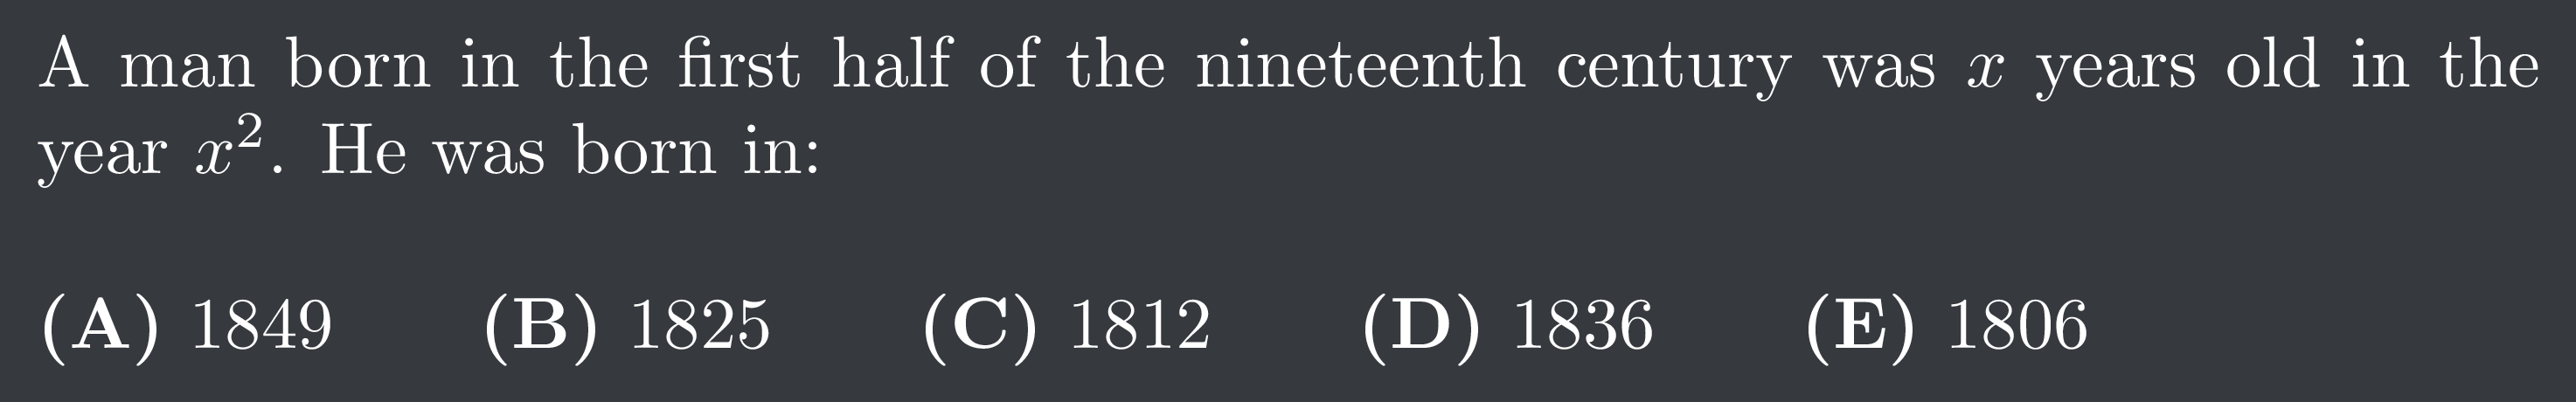 A man born in the first half of the nineteenth century was x years old in the
year x². He was born in:
(A) 1849 (B) 1825 (C) 1812 (D) 1836 (E) 1806